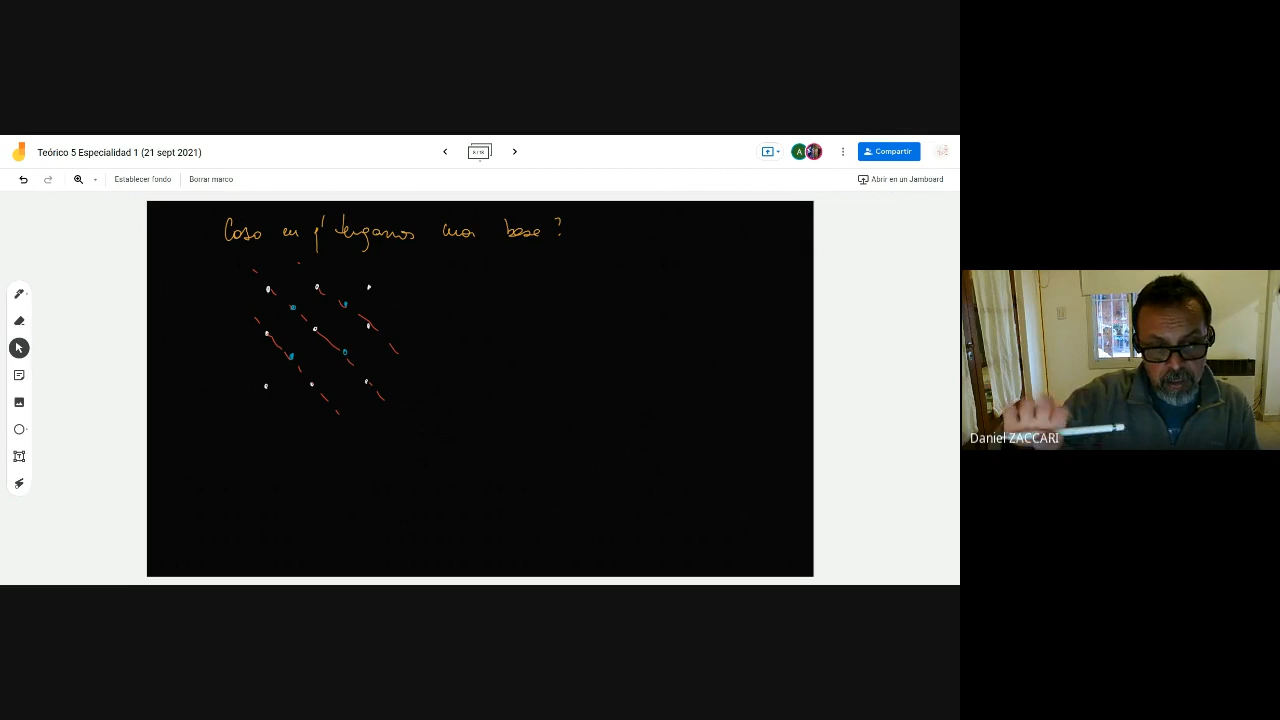 Teórico 5 Especialidad 1 (21 sept 2021)
Compartir
Establecer fondo
Borrar marco
Abrir en un Jamboard
Caso en q' tengamos una base ?
Daniel ZACCARI